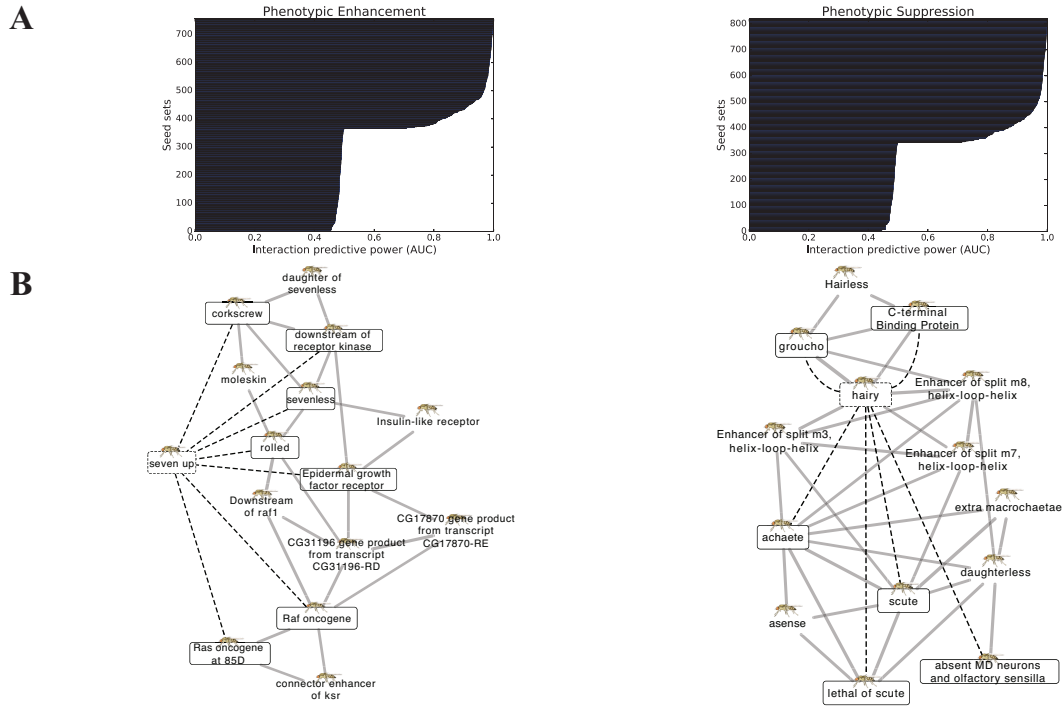 A
Phenotypic Enhancement
Seed sets
700
600
500
400
300
200
100
0
0.0 0.2 0.4 0.6 0.8 1.0
Interaction predictive power (AUC)
Phenotypic Suppression
Seed sets
800
700
600
500
400
300
200
100
0
0.0 0.2 0.4 0.6 0.8 1.0
Interaction predictive power (AUC)
B
daughter of
sevenless
corkscrew
downstream of
receptor kinase
moleskin
sevenless
Insulin-like receptor
rolled
seven up
Epidermal growth
factor receptor
Downstream
of raf1
CG17870 gene product
from transcript
CG17870-RE
CG31196 gene product
from transcript
CG31196-RD
Raf oncogene
Ras oncogene
at 85D
connector enhancer
of ksr
Hairless
C-terminal
Binding Protein
groucho
hairy
Enhancer of split m8,
helix-loop-helix
Enhancer of split m3,
helix-loop-helix
Enhancer of split m7,
helix-loop-helix
extra macrochaetae
achaete
daughterless
scute
asense
absent MD neurons
and olfactory sensilla
lethal of scute